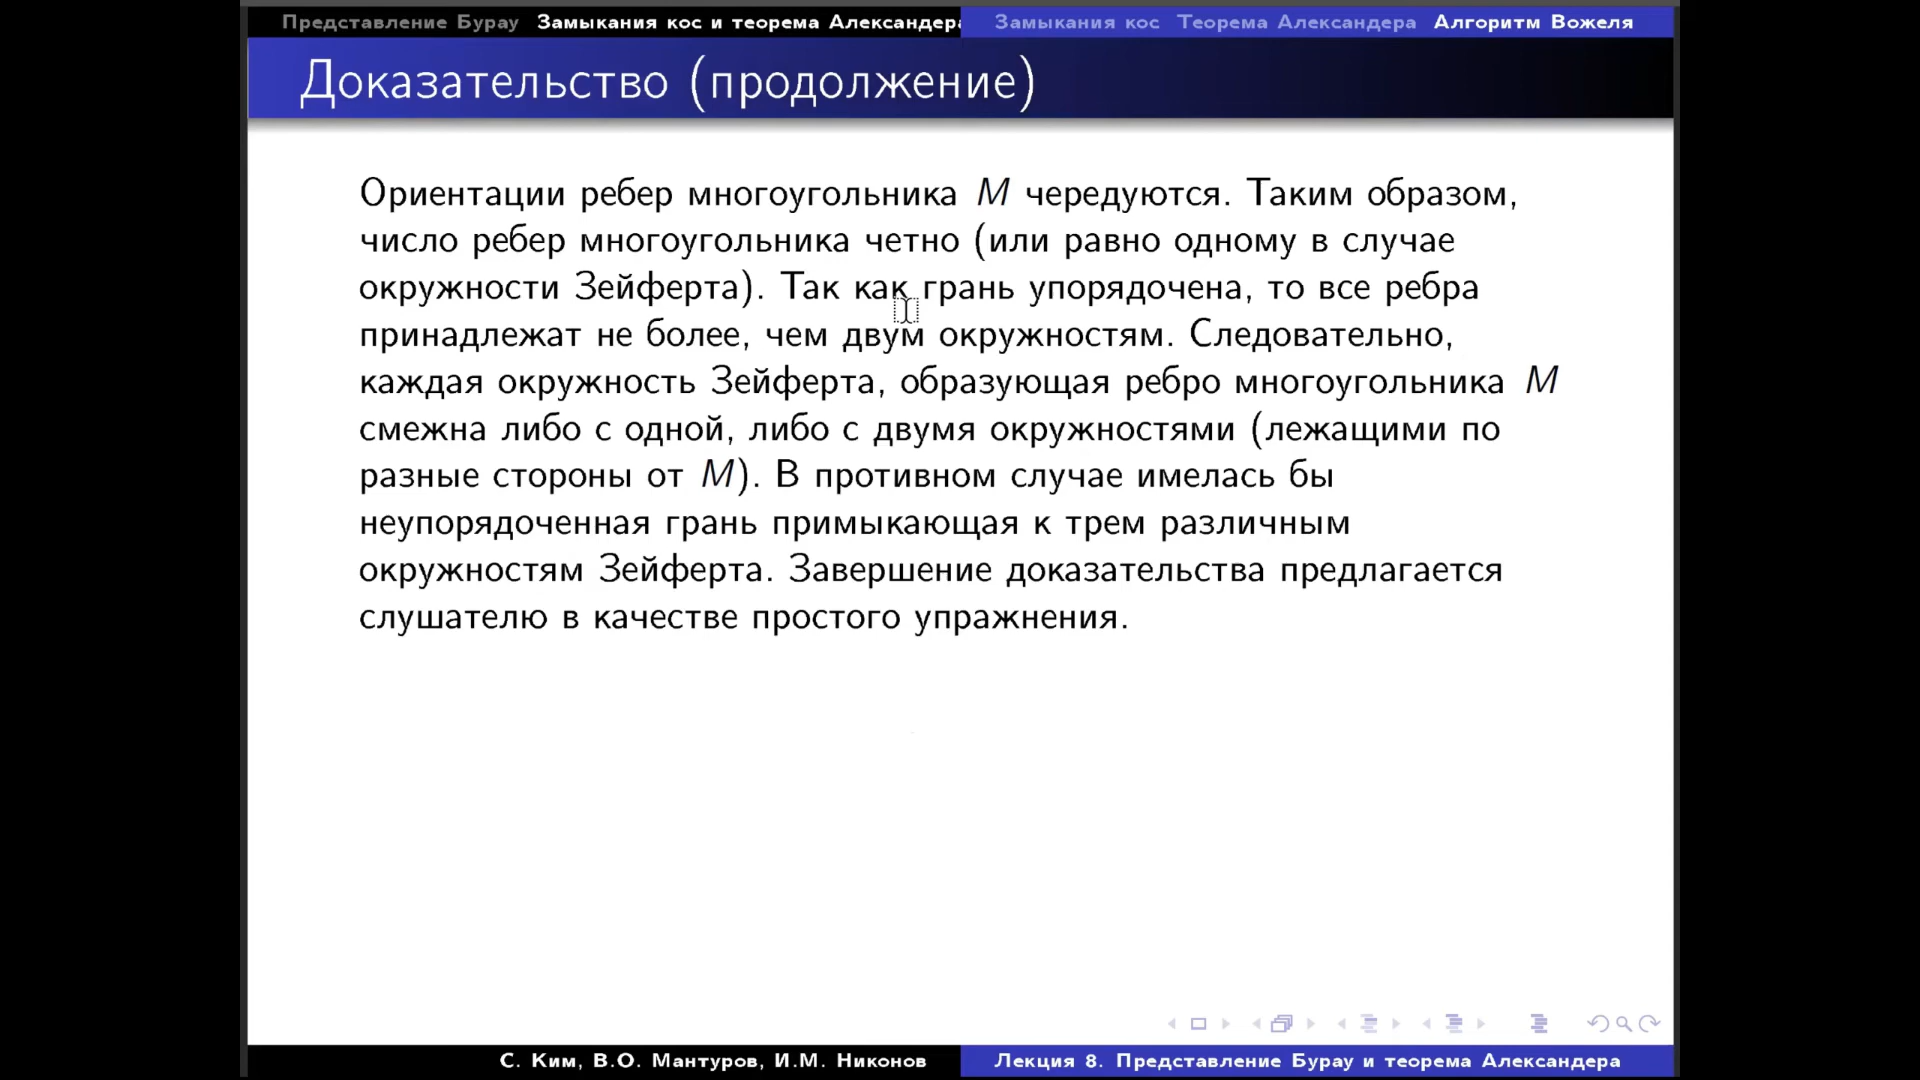 Представление Бурау Замыкания кос и теорема Александера Замыкания кос Теорема Александера Алгоритм Вожеля
Доказательство (продолжение)
Ориентации ребер многоугольника M чередуются. Таким образом,
число ребер многоугольника четно (или равно одному в случае
окружности Зейферта). Так как грань упорядочена, то все ребра
принадлежат не более, чем двум окружностям. Следовательно,
каждая окружность Зейферта, образующая ребро многоугольника M
смежна либо с одной, либо с двумя окружностями (лежащими по
разные стороны от M). В противном случае имелась бы
неупорядоченная грань примыкающая к трем различным
окружностям Зейферта. Завершение доказательства предлагается
слушателю в качестве простого упражнения.
С. Ким, В.О. Мантуров, И.М. Никонов Лекция 8. Представление Бурау и теорема Александера